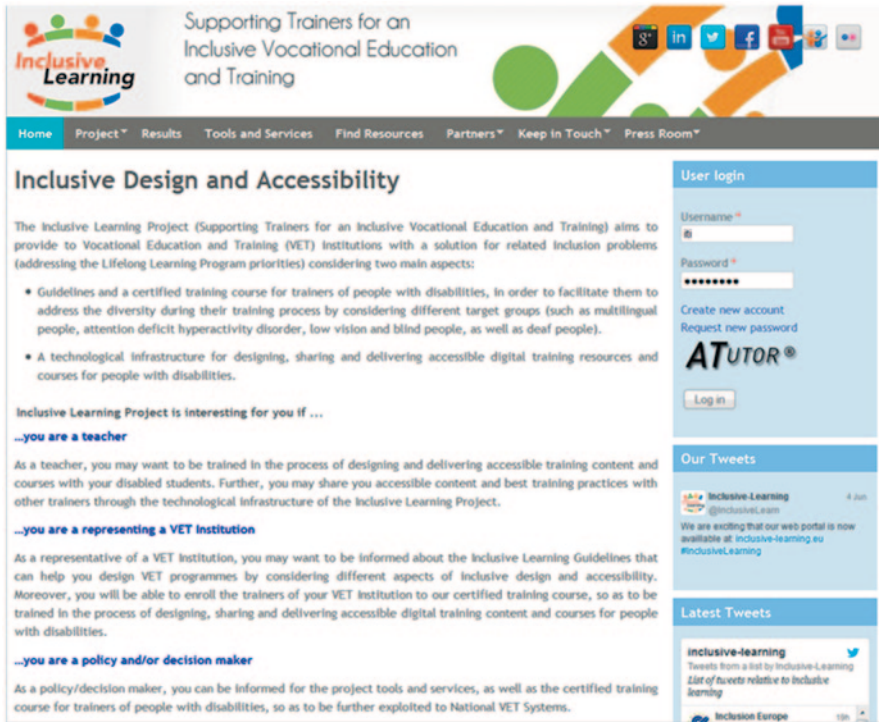 Inclusive
Learning
Supporting Trainers for an
Inclusive Vocational Education
and Training
Home Project Results Tools and Services Find Resources Partners Keep in Touch Press Room
Inclusive Design and Accessibility
The Inclusive Learning Project (Supporting Trainers for an Inclusive Vocational Education and Training) aims to
provide to Vocational Education and Training (VET) Institutions with a solution for related Inclusion problems
(addressing the Lifelong Learning Program priorities) considering two main aspects:
• Guidelines and a certified training course for trainers of people with disabilities, in order to facilitate them to
address the diversity during their training process by considering different target groups (such as multilingual
people, attention deficit hyperactivity disorder, low vision and blind people, as well as deaf people).
• A technological infrastructure for designing, sharing and delivering accessible digital training resources and
courses for people with disabilities.
Inclusive Learning Project is interesting for you if ...
...you are a teacher
As a teacher, you may want to be trained in the process of designing and delivering accessible training content and
courses with your disabled students. Further, you may share you accessible content and best training practices with
other trainers through the technological infrastructure of the Inclusive Learning Project.
...you are a representing a VET Institution
As a representative of a VET Institution, you may want to be informed about the Inclusive Learning Guidelines that
can help you design VET programmes by considering different aspects of inclusive design and accessibility.
Moreover, you will be able to enroll the trainers of your VET Institution to our certified training course, so as to be
trained in the process of designing, sharing and delivering accessible digital training content and courses for people
with disabilities.
...you are a policy and/or decision maker
As a policy/decision maker, you can be informed for the project tools and services, as well as the certified training
course for trainers of people with disabilities, so as to be further exploited to National VET Systems.
User login
Username *
iti
Password *
••••••••
Create new account
Request new password
ATUTOR ®
Log in
Our Tweets
Inclusive-Learning 4 Jun
@InclusiveLearn
We are exciting that our web portal is now
available at: inclusive-learning.eu
#InclusiveLearning
Latest Tweets
inclusive-learning
Tweets from a list by Inclusive-Learning
List of tweets relative to inclusive
learning
Inclusion Europe 19h